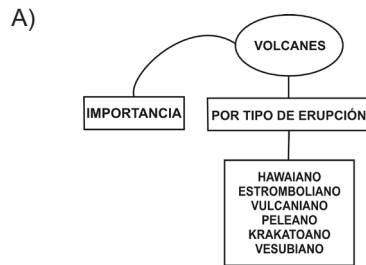 A)
VOLCANES
IMPORTANCIA
POR TIPO DE ERUPCIÓN
HAWAIANO
ESTROMBOLIANO
VULCANIANO
PELEANO
KRAKATOANO
VESUBIANO